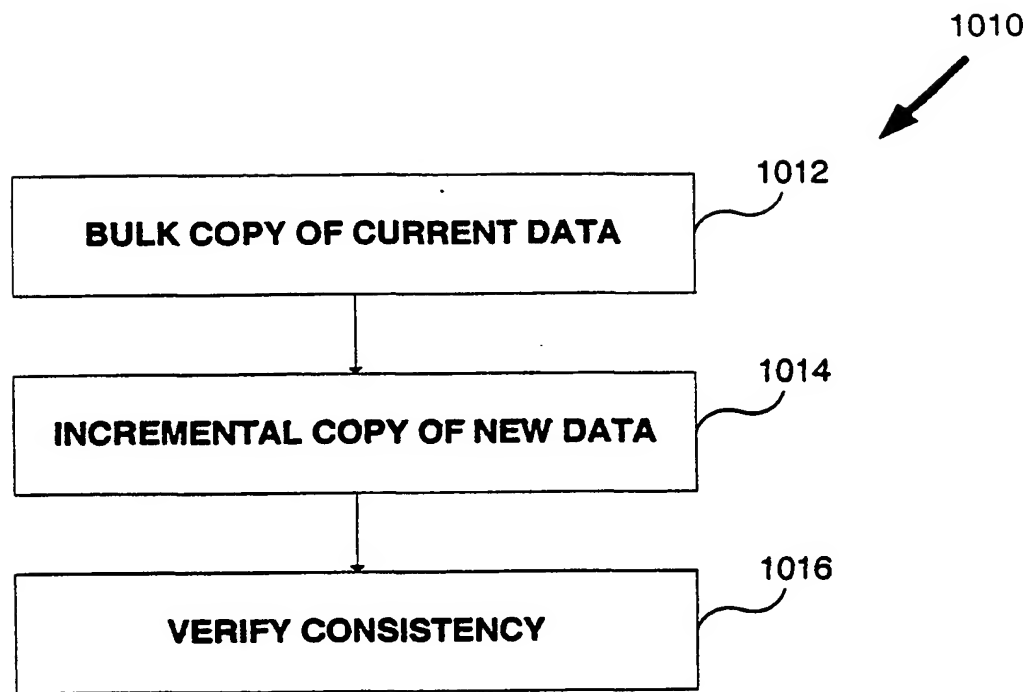 1010
1012
BULK COPY OF CURRENT DATA
1014
INCREMENTAL COPY OF NEW DATA
1016
VERIFY CONSISTENCY